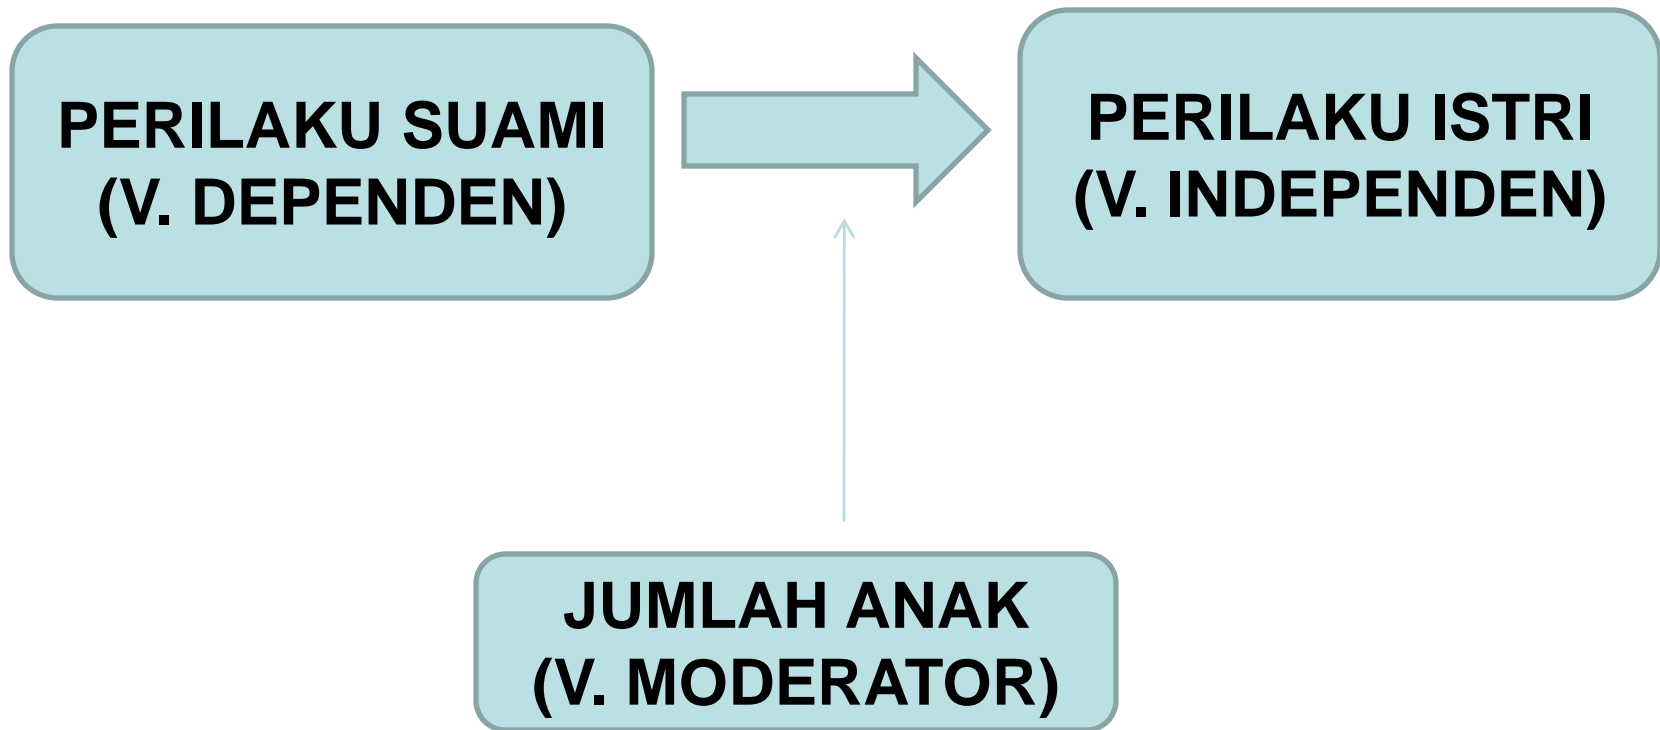 PERILAKU SUAMI
(V. DEPENDEN)
PERILAKU ISTRI
(V. INDEPENDEN)
JUMLAH ANAK
(V. MODERATOR)